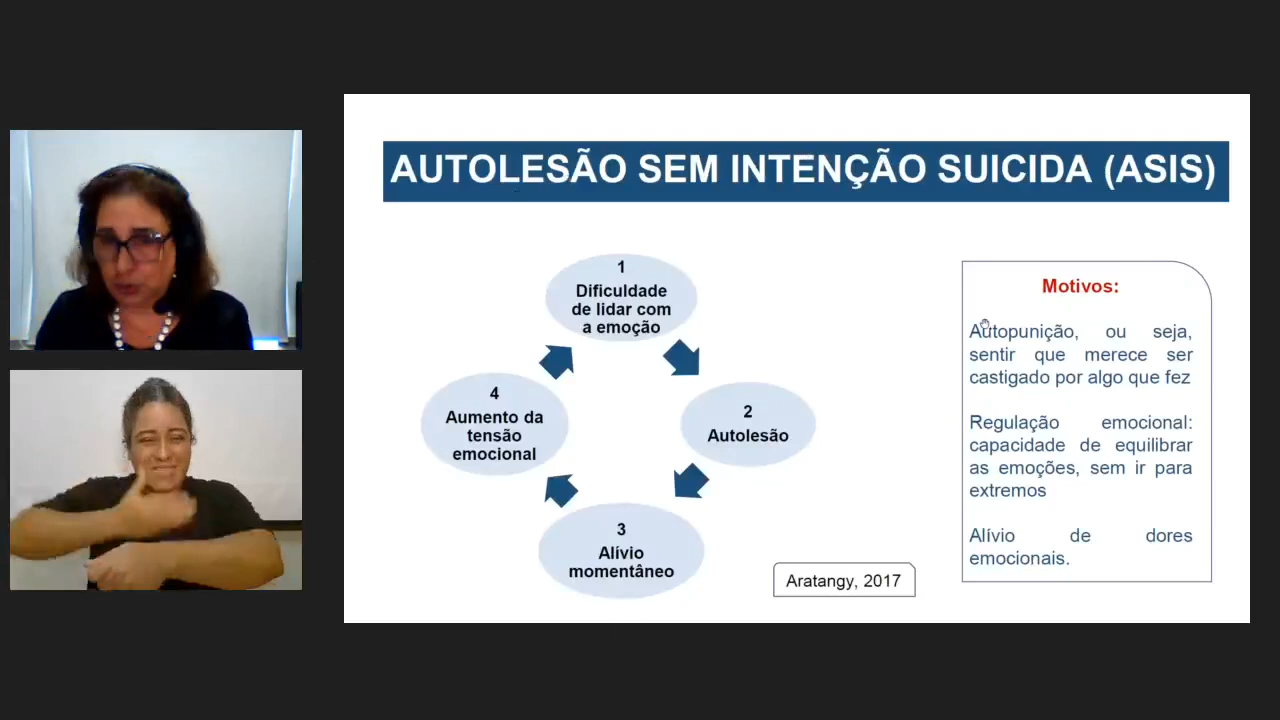 AUTOLESÃO SEM INTENÇÃO SUICIDA (ASIS)
1
Dificuldade
de lidar com
a emoção
2
Autolesão
3
Alívio
momentâneo
4
Aumento da
tensão
emocional
Motivos:
Autopunição, ou seja,
sentir que merece ser
castigado por algo que fez
Regulação emocional:
capacidade de equilibrar
as emoções, sem ir para
extremos
Alívio de dores
emocionais.
Aratangy, 2017